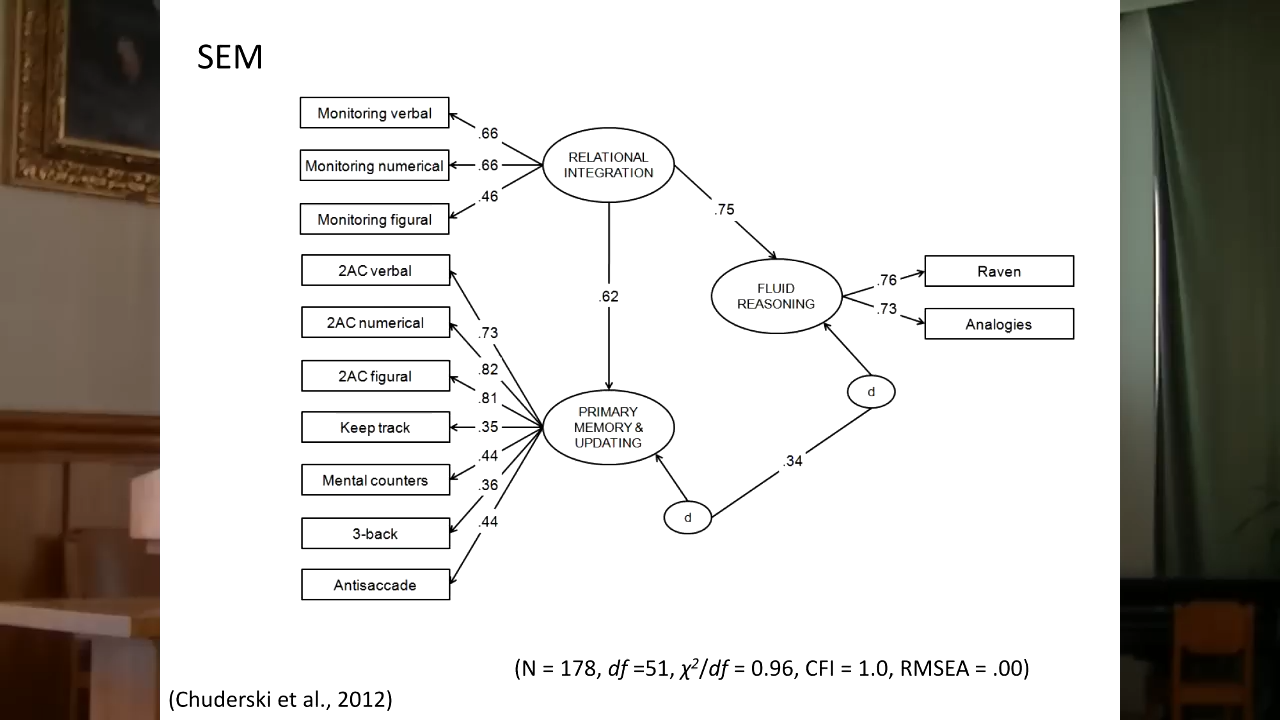 SEM
Monitoring verbal
Monitoring numerical
Monitoring figural
2AC verbal
2AC numerical
2AC figural
Keep track
Mental counters
3-back
Antisaccade
.66
.66
.46
.73
.82
.81
.35
.44
.36
.44
RELATIONAL
INTEGRATION
.62
PRIMARY
MEMORY &
UPDATING
.75
FLUID
REASONING
.76
.73
Raven
Analogies
d
.34
d
(N = 178, df =51, χ²/df = 0.96, CFI = 1.0, RMSEA = .00)
(Chuderski et al., 2012)